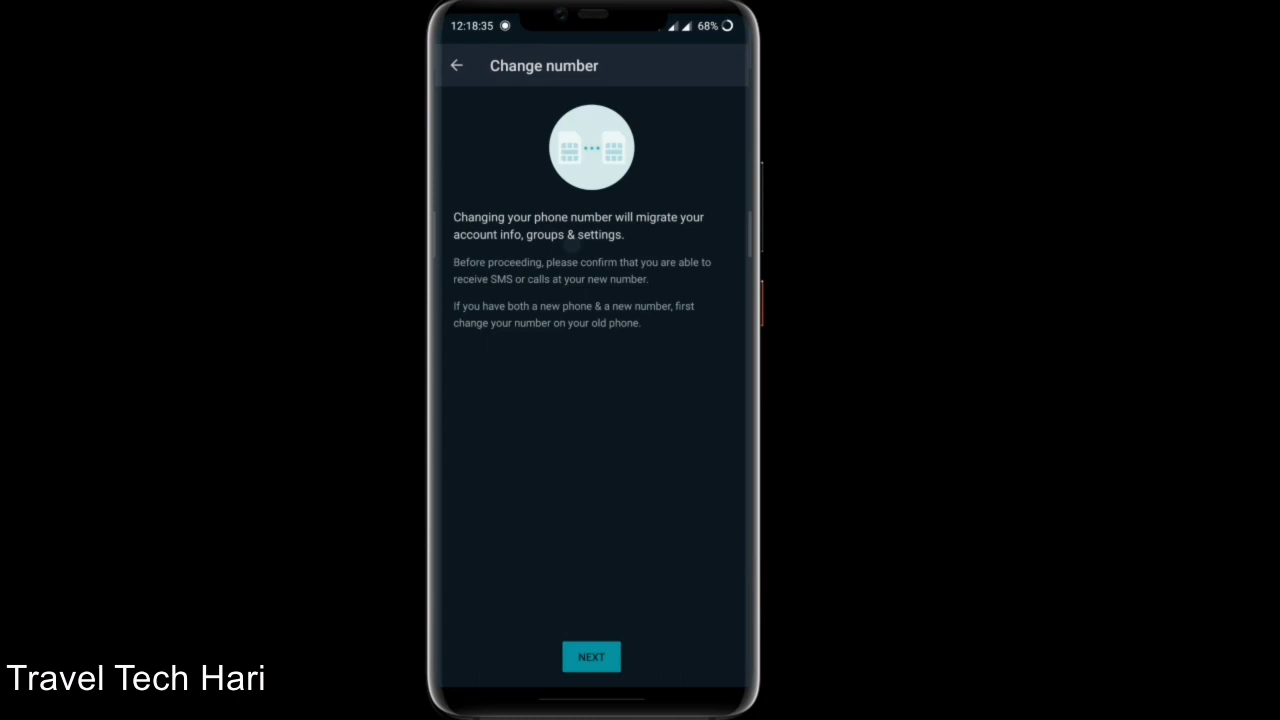 12:18:35
68%
Change number
Changing your phone number will migrate your
account info, groups & settings.
Before proceeding, please confirm that you are able to
receive SMS or calls at your new number.
If you have both a new phone & a new number, first
change your number on your old phone.
NEXT
Travel Tech Hari